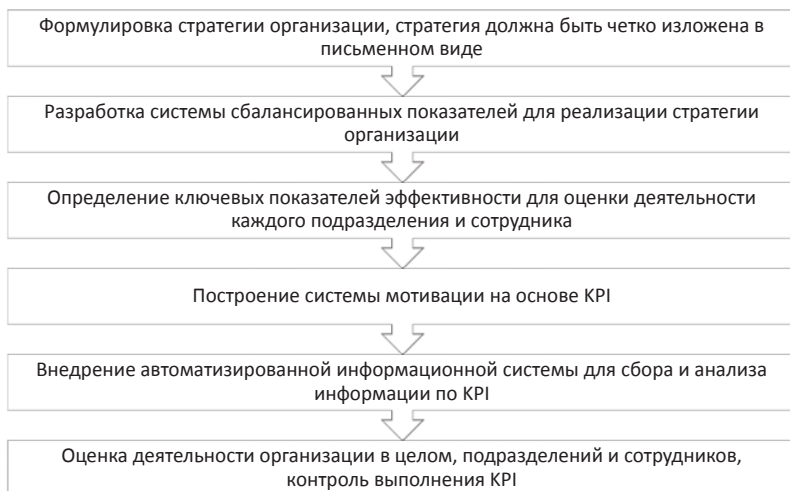 Формулировка стратегии организации, стратегия должна быть четко изложена в
письменном виде
Разработка системы сбалансированных показателей для реализации стратегии
организации
Определение ключевых показателей эффективности для оценки деятельности
каждого подразделения и сотрудника
Построение системы мотивации на основе KPI
Внедрение автоматизированной информационной системы для сбора и анализа
информации по KPI
Оценка деятельности организации в целом, подразделений и сотрудников,
контроль выполнения KPI